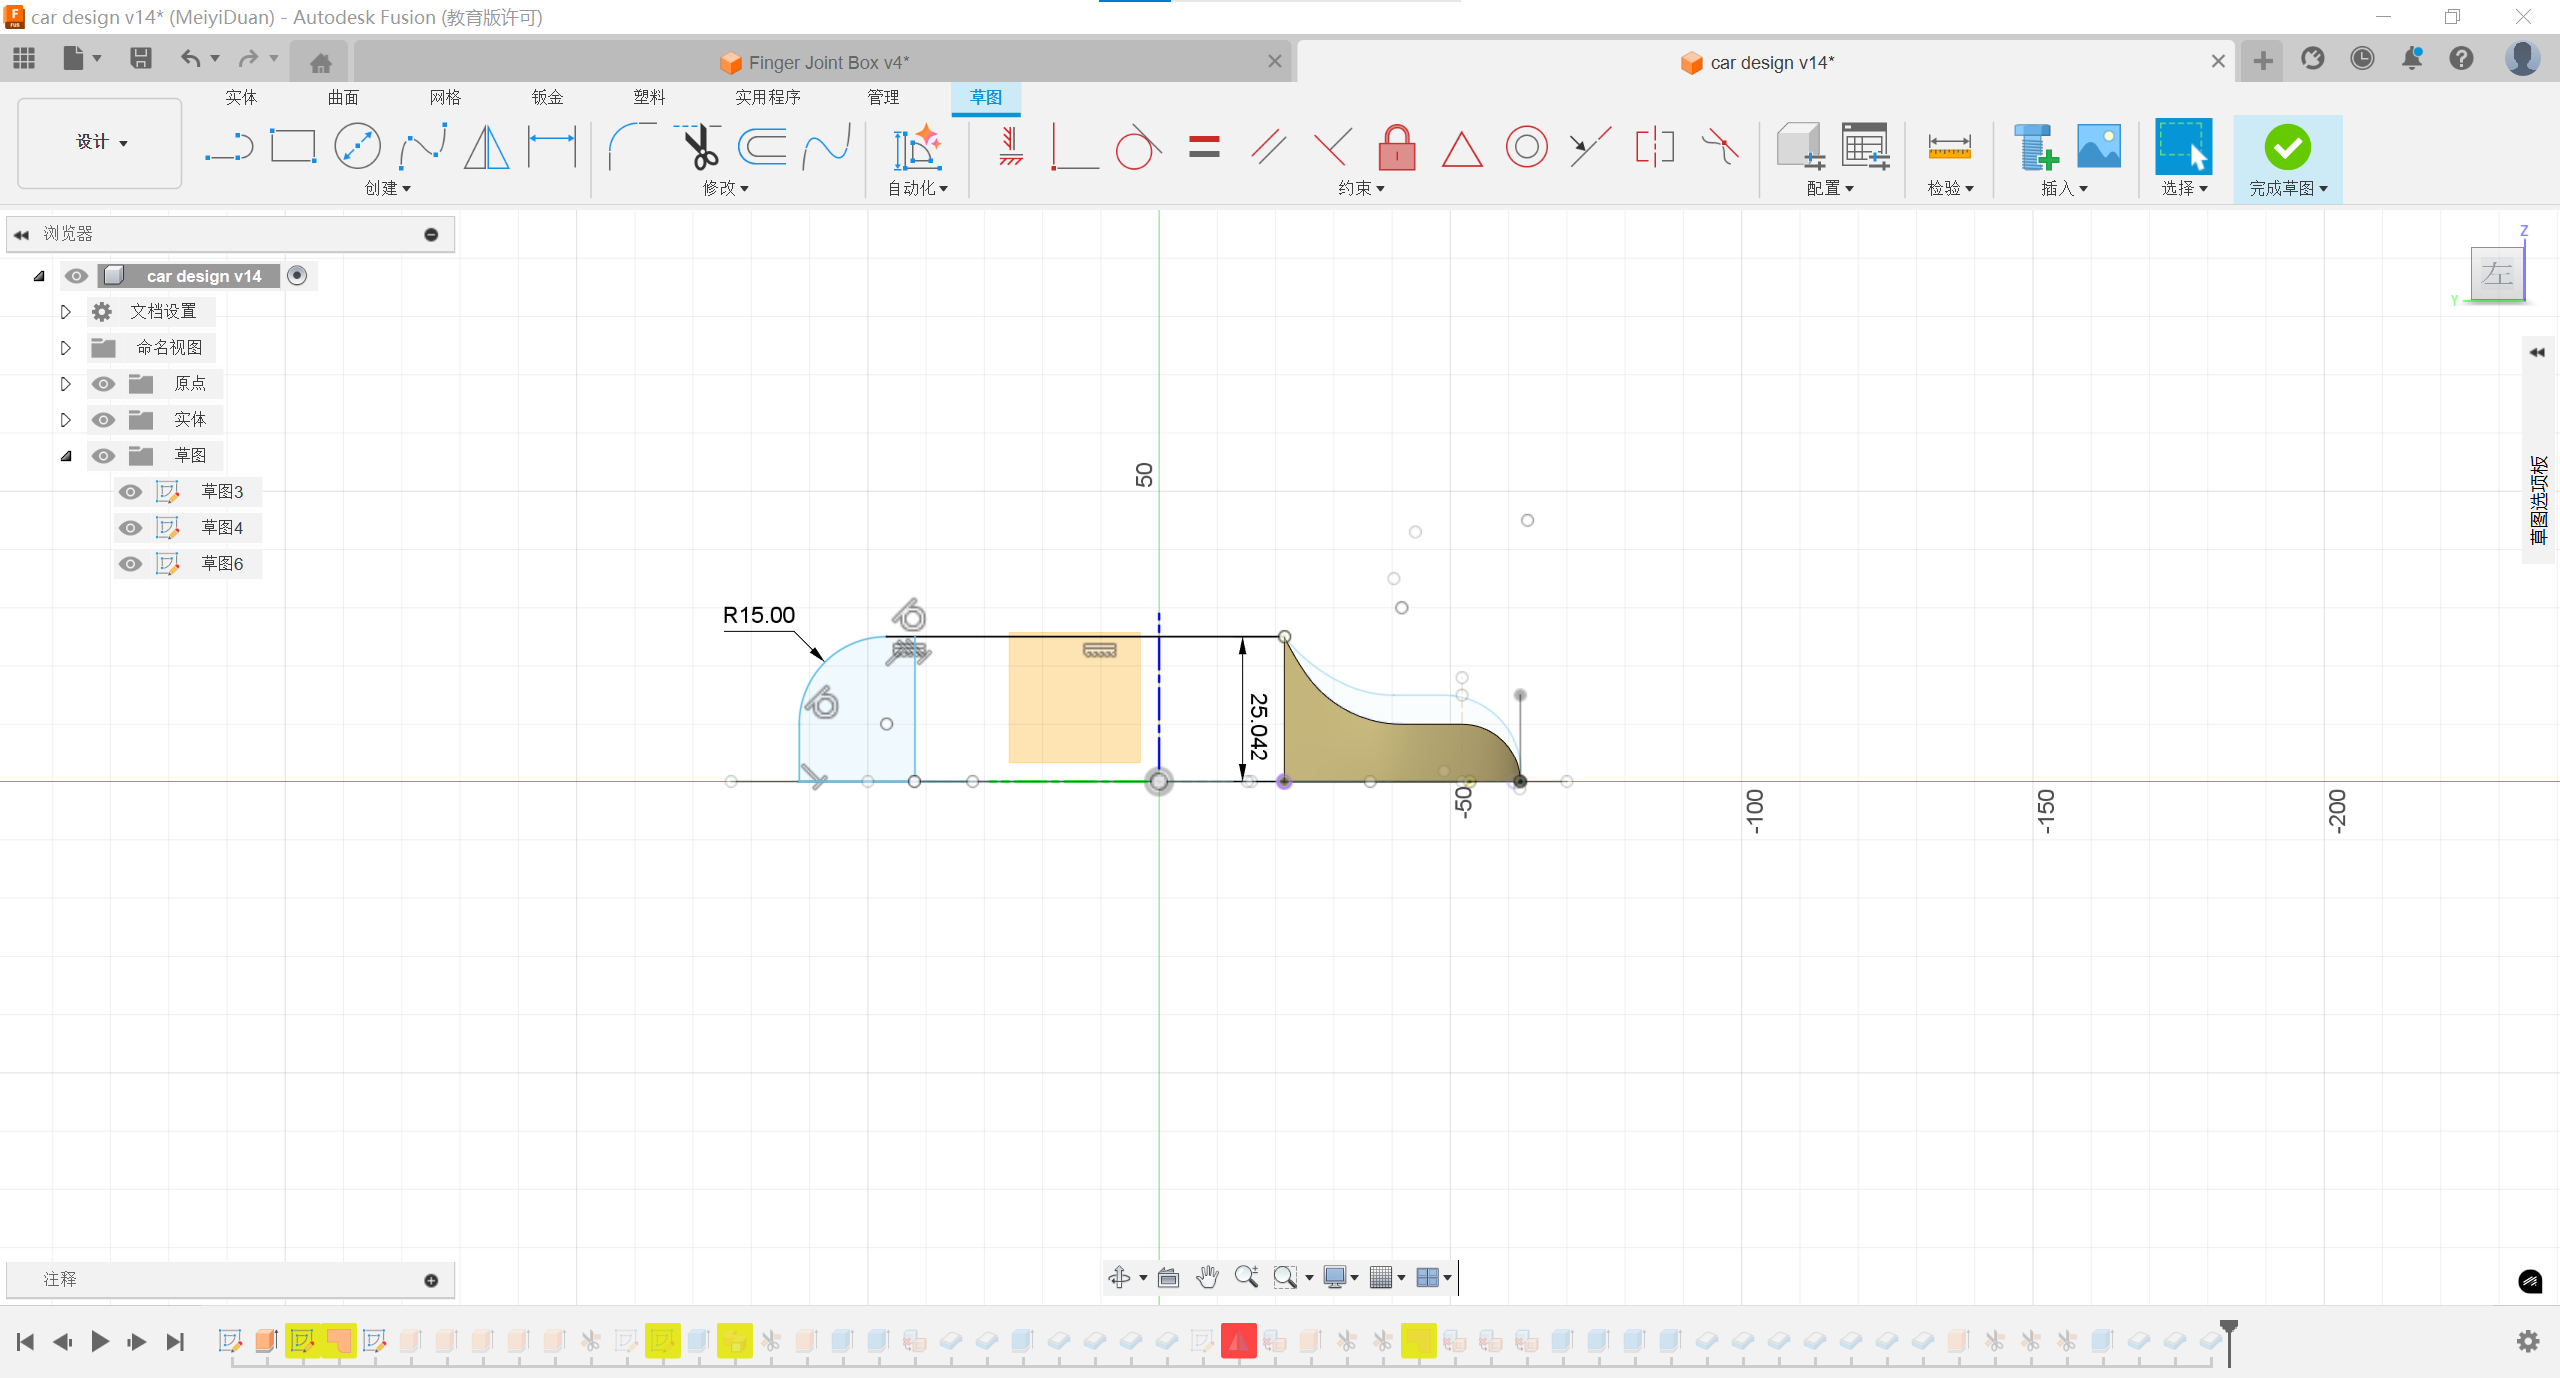 car design v14* (MeiyiDuan) - Autodesk Fusion (教育版许可)
Finger Joint Box v4*
car design v14*
实体
曲面
网格
钣金
塑料
实用程序
管理
草图
设计
创建
修改
自动化
约束
配置
检验
插入
选择
完成草图
浏览器
car design v14
文档设置
命名视图
原点
实体
草图
草图3
草图4
草图6
Z
左
Y
草图选项板
50
R15.00
25.042
-50
-100
-150
-200
注释